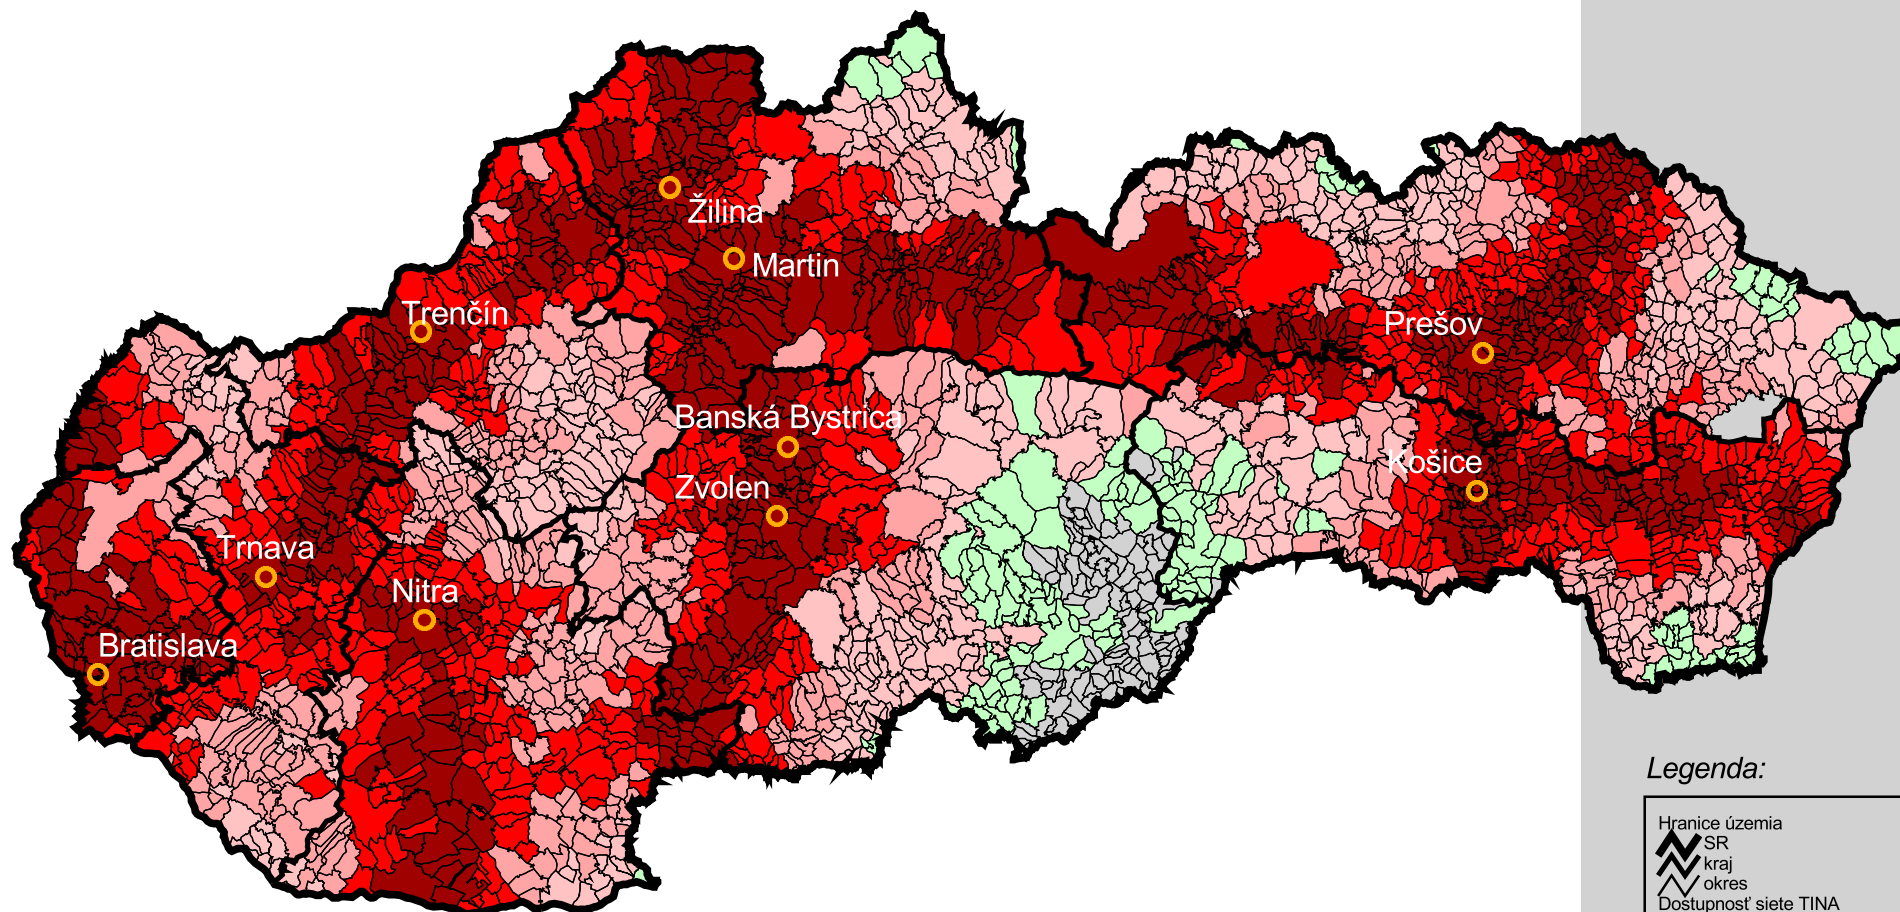 Žilina
Martin
Trenčín
Prešov
Banská Bystrica
Košice
Zvolen
Trnava
Nitra
Bratislava
Legenda:
Hranice územia
SR
kraj
okres
Dostupnosť siete TINA